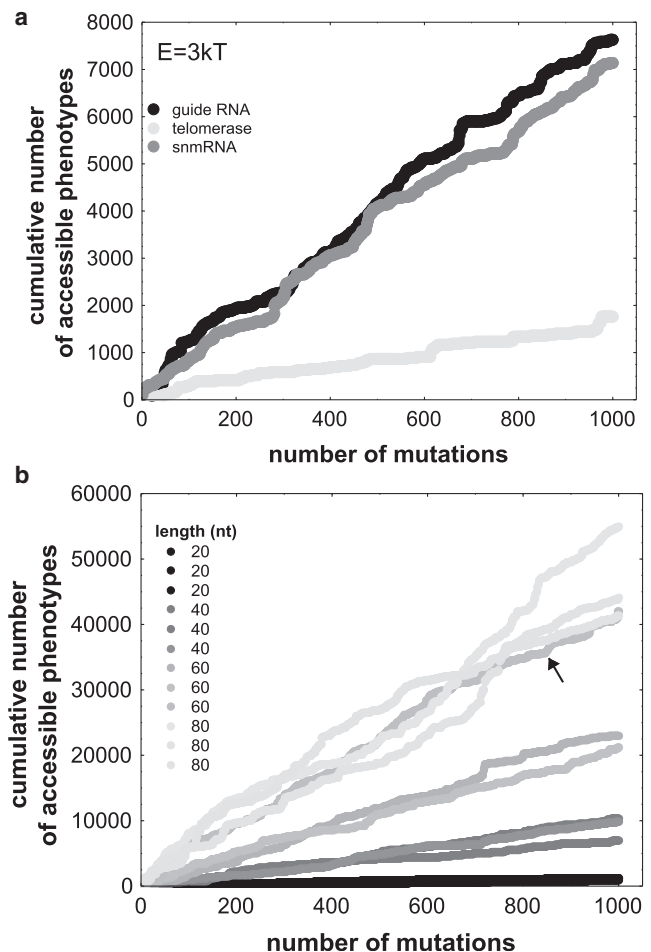 a
E=3kT
guide RNA
telomerase
snmRNA
cumulative number
of accessible phenotypes
8000
7000
6000
5000
4000
3000
2000
1000
0
0 200 400 600 800 1000
number of mutations
b
length (nt)
20
20
20
40
40
40
60
60
60
80
80
80
cumulative number
of accessible phenotypes
60000
50000
40000
30000
20000
10000
0
0 200 400 600 800 1000
number of mutations